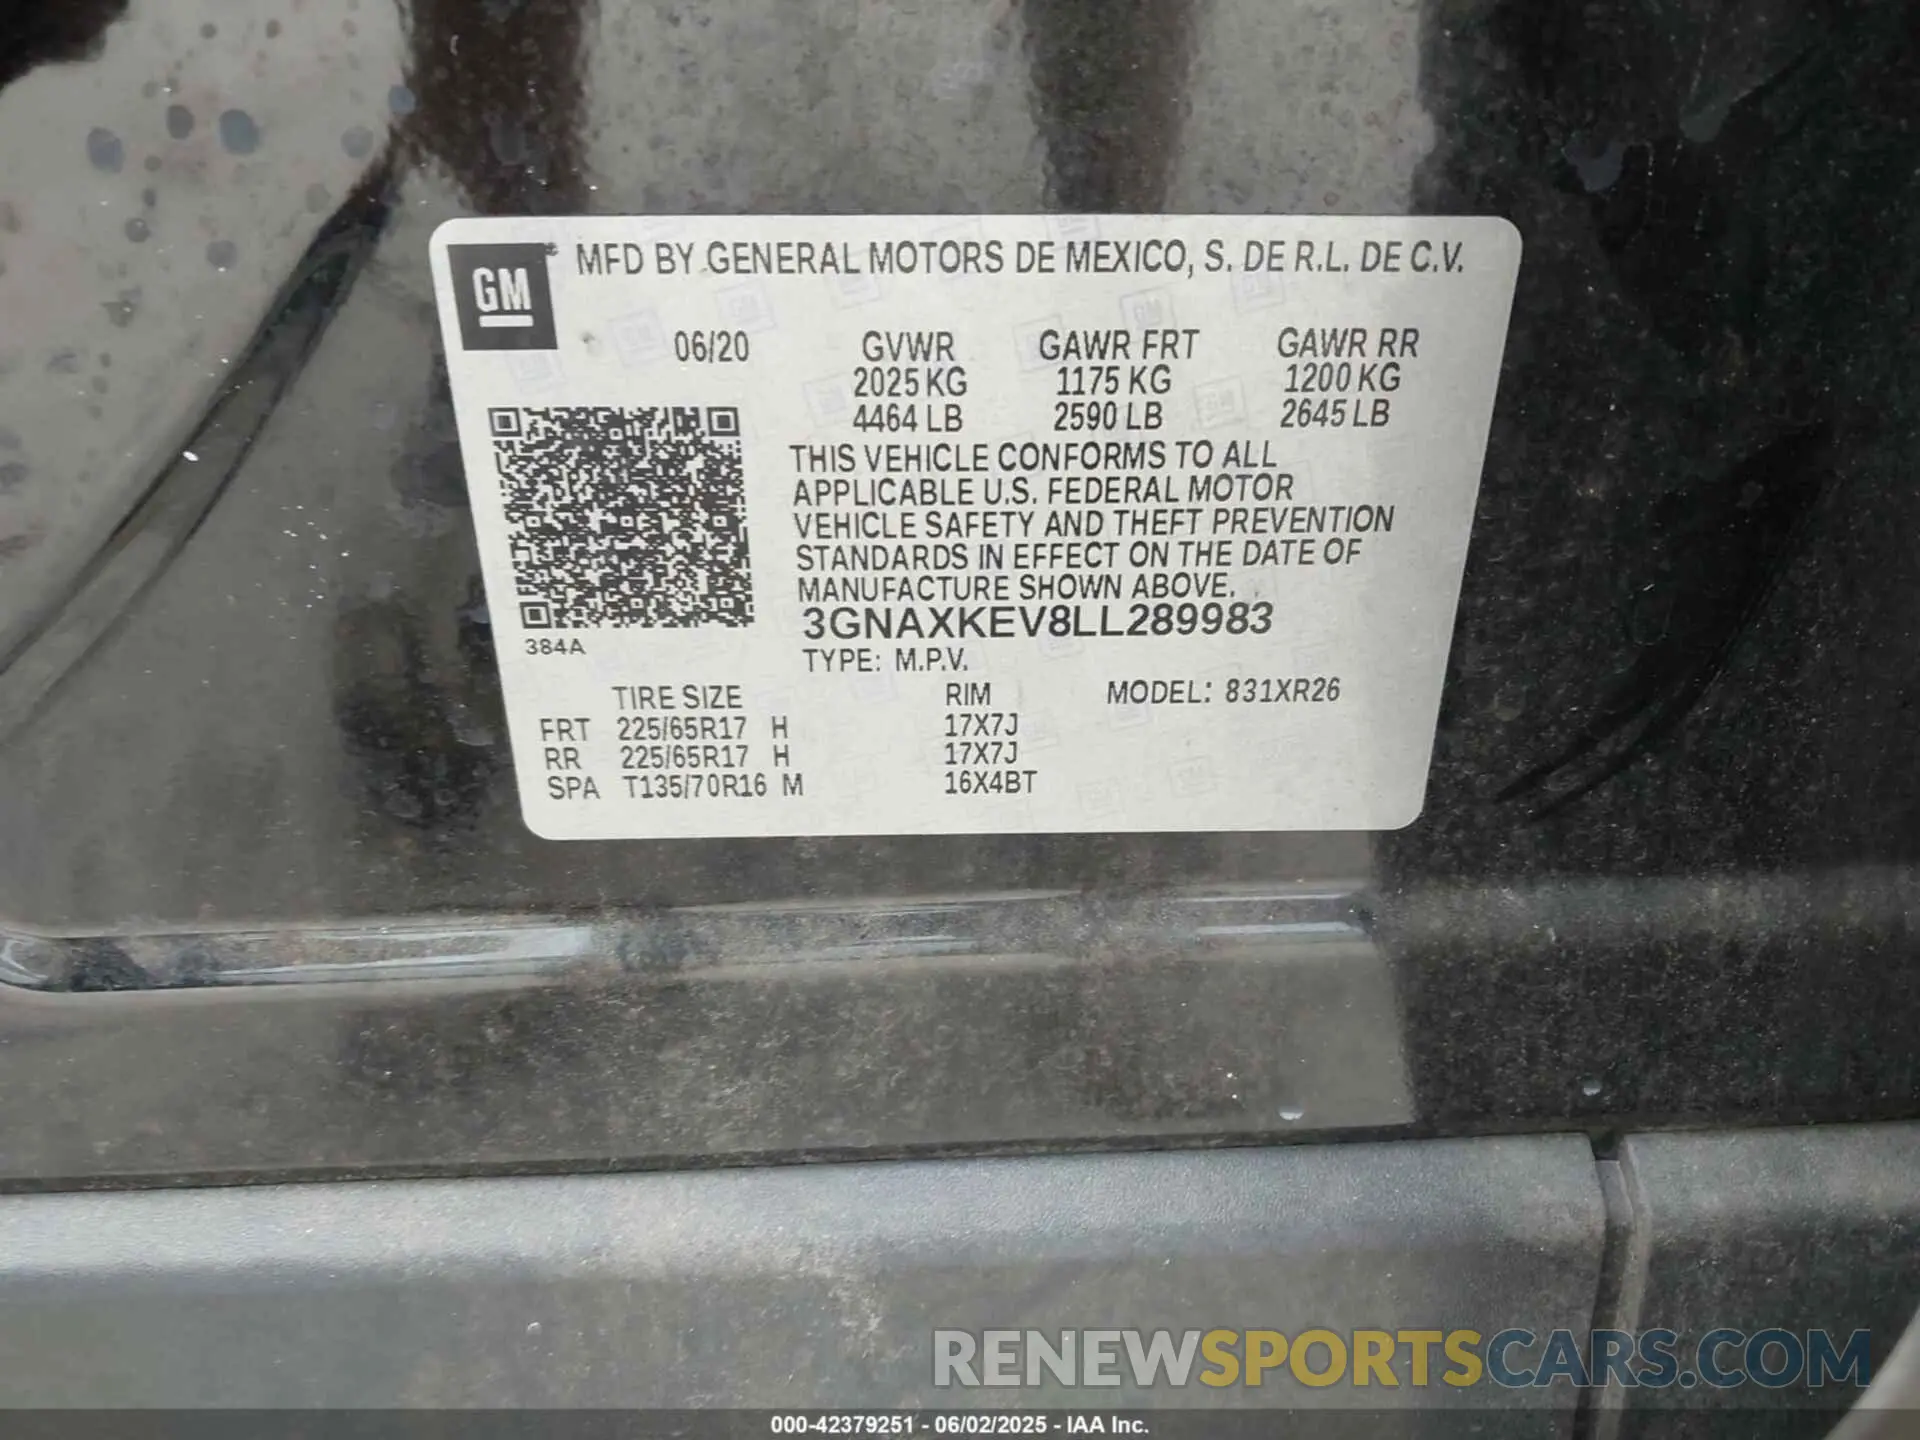 GM
MFD BY GENERAL MOTORS DE MEXICO, S. DE R.L. DE C.V.
06/20 GVWR GAWR FRT GAWR RR
2025 KG 1175 KG 1200 KG
4464 LB 2590 LB 2645 LB
THIS VEHICLE CONFORMS TO ALL
APPLICABLE U.S. FEDERAL MOTOR
VEHICLE SAFETY AND THEFT PREVENTION
STANDARDS IN EFFECT ON THE DATE OF
MANUFACTURE SHOWN ABOVE.
3GNAXKEV8LL289983
384A
TYPE: M.P.V.
TIRE SIZE RIM MODEL: 831XR26
FRT 225/65R17 H 17X7J
RR 225/65R17 H 17X7J
SPA T135/70R16 M 16X4BT
RENEWSPORTSCARS.COM
000-42379251 - 06/02/2025 - IAA Inc.